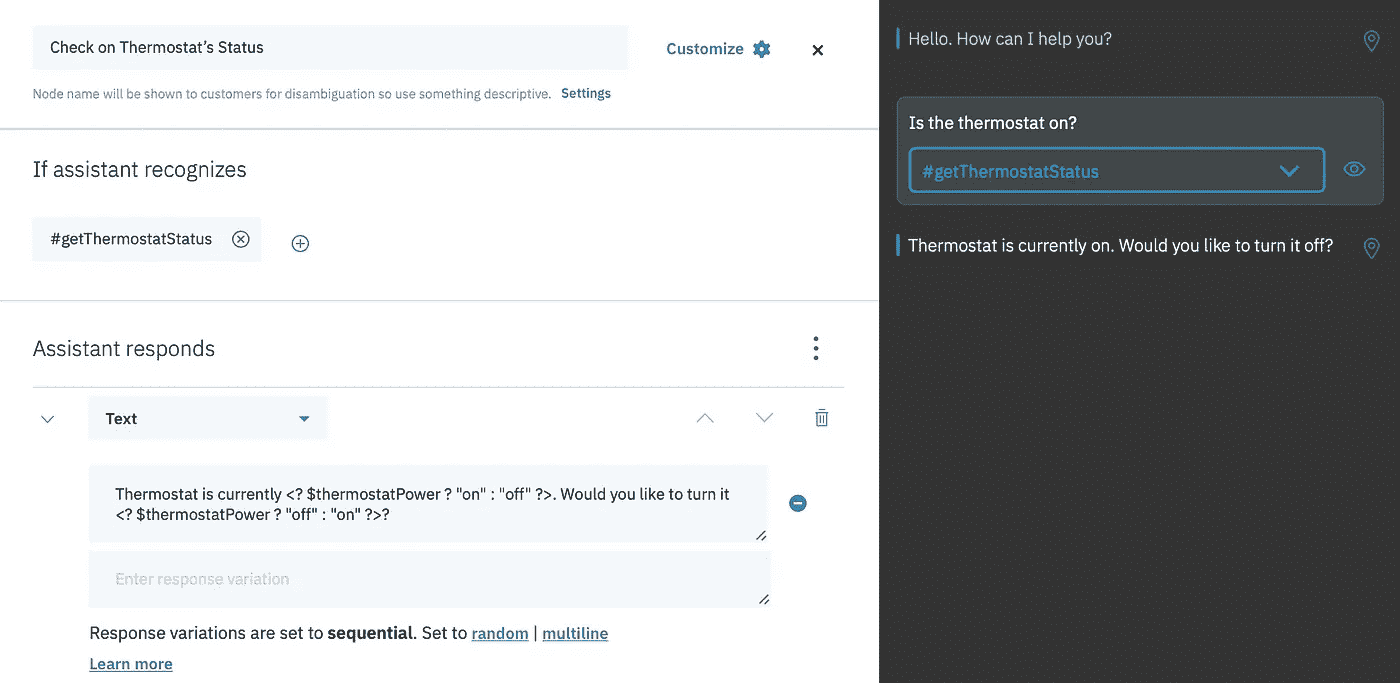 Check on Thermostat's Status
Customize
Node name will be shown to customers for disambiguation so use something descriptive. Settings
If assistant recognizes
#getThermostatStatus
Assistant responds
Text
Thermostat is currently <? $thermostatPower ? "on" : "off" ?>. Would you like to turn it
<? $thermostatPower ? "off" : "on" ?>?
Enter response variation
Response variations are set to sequential. Set to random | multiline
Learn more
Hello. How can I help you?
Is the thermostat on?
#getThermostatStatus
Thermostat is currently on. Would you like to turn it off?